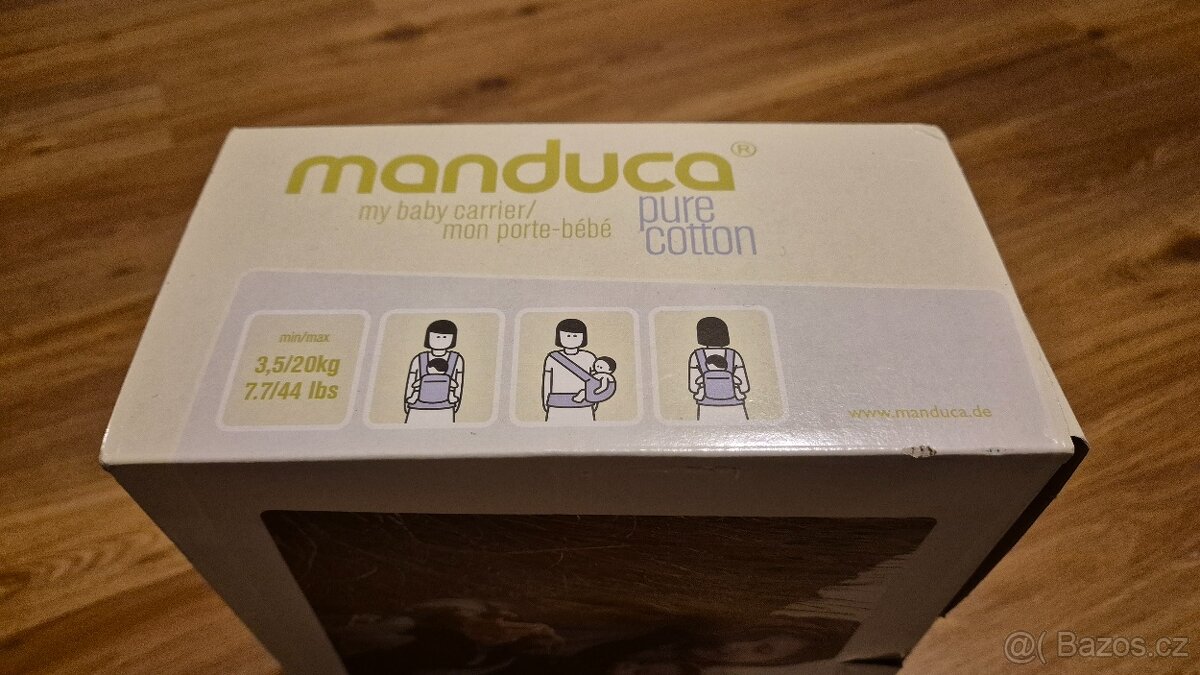 manduca®
my baby carrier/
mon porte-bébé
pure
cotton
min/max
3,5/20kg
7.7/44 lbs
www.manduca.de
@( Bazos.cz